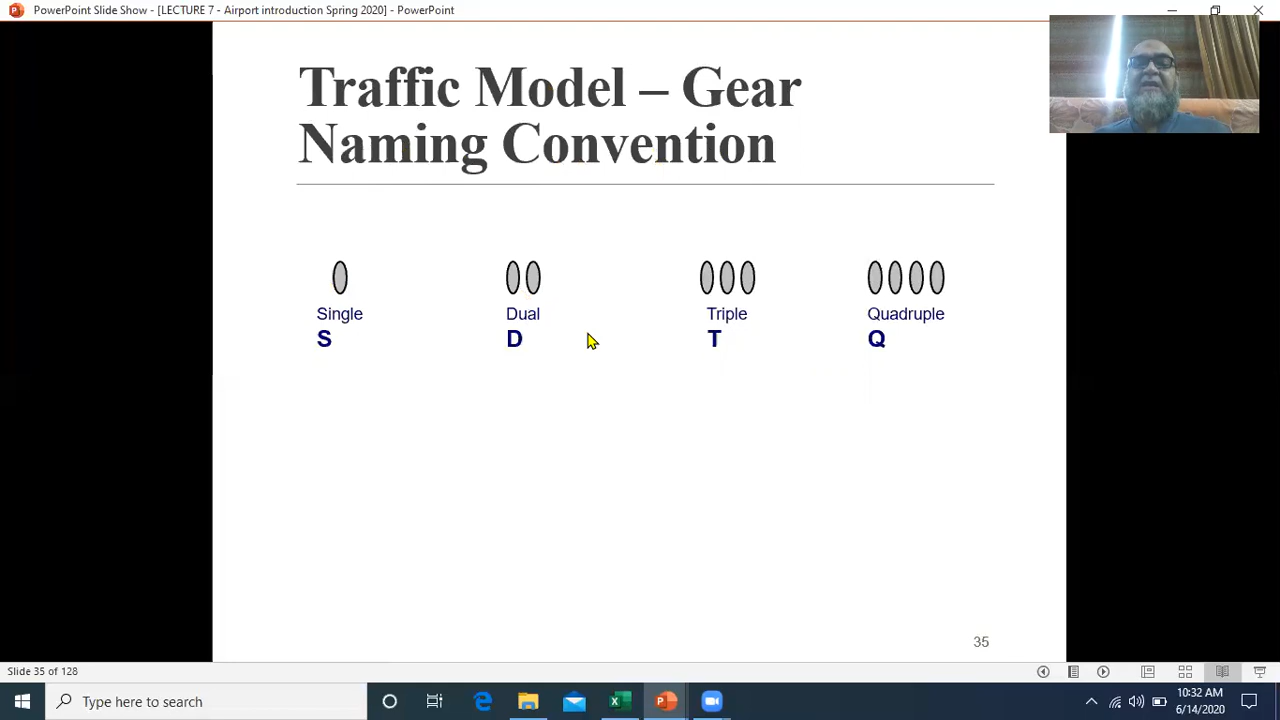 PowerPoint Slide Show - [LECTURE 7 - Airport introduction Spring 2020] - PowerPoint
Traffic Model – Gear
Naming Convention
Single Dual Triple Quadruple
S D T Q
35
Slide 35 of 128
Type here to search
10:32 AM
6/14/2020